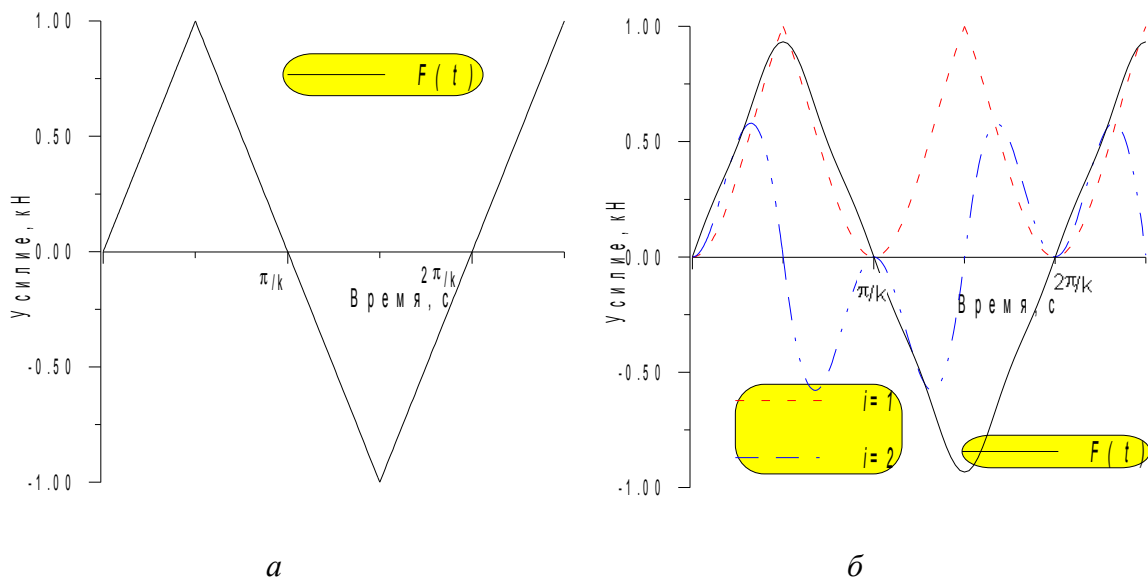 1.00
0.50
0.00
-0.50
-1.00
Усилие, кН
F(t)
π/k
2π/k
Время, с
а
1.00
0.50
0.00
-0.50
-1.00
Усилие, кН
π/k
2π/k
Время, с
i=1
i=2
F(t)
б